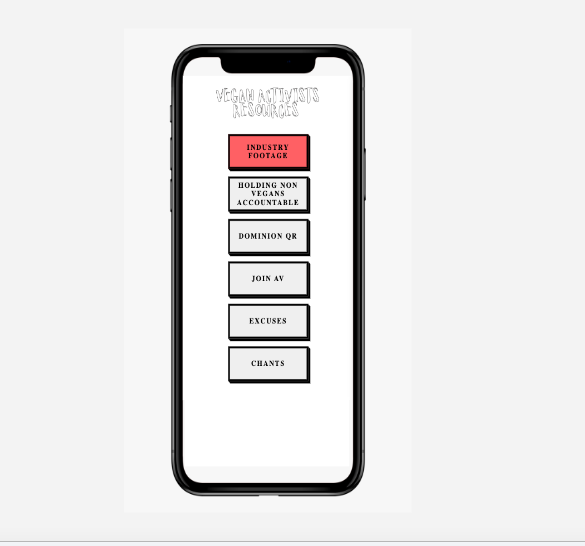 VEGAN ACTIVISTS
RESOURCES
INDUSTRY
FOOTAGE
HOLDING NON
VEGANS
ACCOUNTABLE
DOMINION QR
JOIN AV
EXCUSES
CHANTS